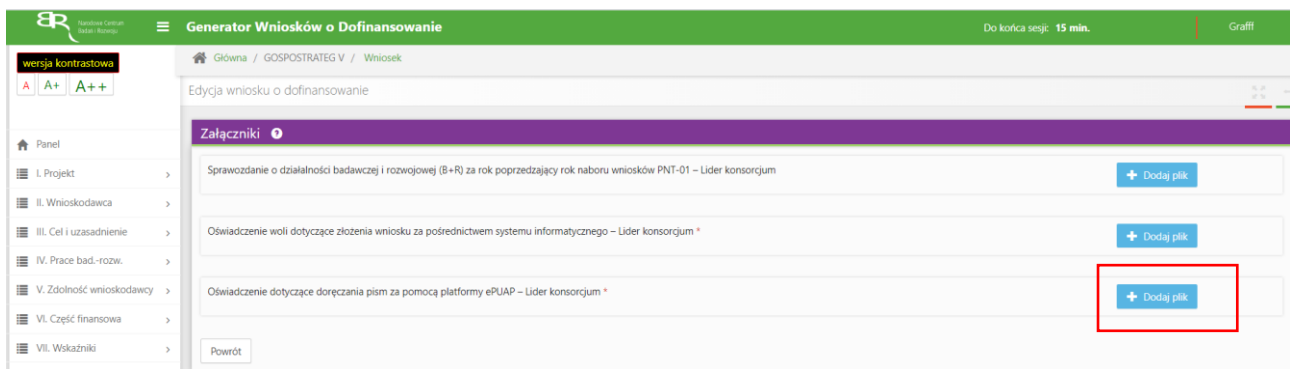 BR Narodowe Centrum
Badań i Rozwoju
Generator Wniosków o Dofinansowanie
Do końca sesji: 15 min.
Grafff
wersja kontrastowa
A A+ A++
Główna / GOSPOSTRATEG V / Wniosek
Edycja wniosku o dofinansowanie
Załączniki ?
Panel
I. Projekt
II. Wnioskodawca
III. Cel i uzasadnienie
IV. Prace bad.-rozw.
V. Zdolność wnioskodawcy
VI. Część finansowa
VII. Wskaźniki
Sprawozdanie o działalności badawczej i rozwojowej (B+R) za rok poprzedzający rok naboru wniosków PNT-01 – Lider konsorcjum
+ Dodaj plik
Oświadczenie woli dotyczące złożenia wniosku za pośrednictwem systemu informatycznego – Lider konsorcjum *
+ Dodaj plik
Oświadczenie dotyczące doręczania pism za pomocą platformy ePUAP – Lider konsorcjum *
+ Dodaj plik
Powrót